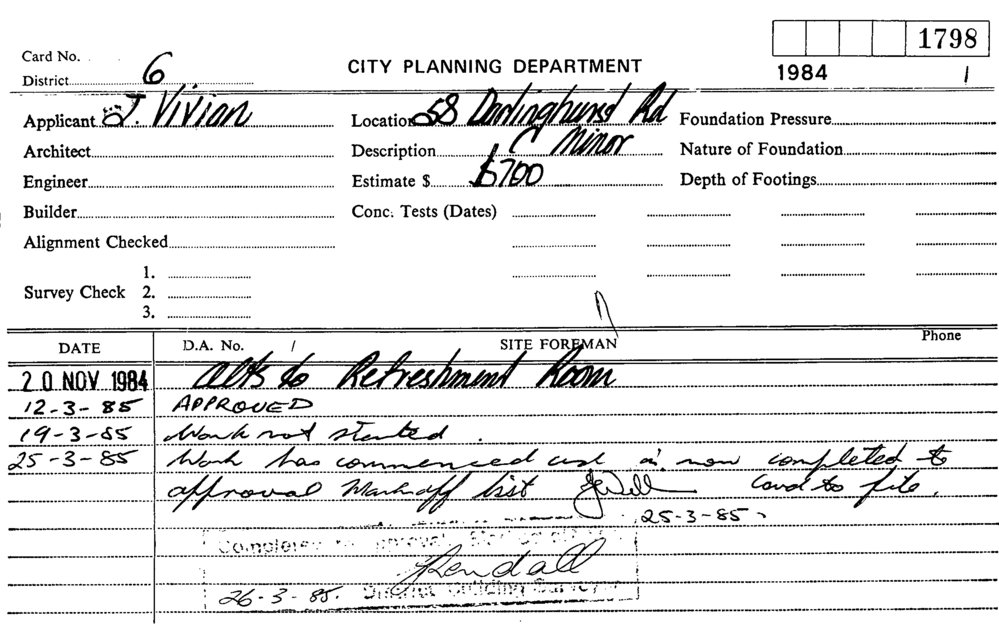 1798
Card No.
CITY PLANNING DEPARTMENT
1984 1
District 6
Applicant J. Vivian Location 58 Darlinghurst Rd Foundation Pressure
Architect Description C Minor Nature of Foundation
Engineer Estimate $ $700 Depth of Footings
Builder Conc. Tests (Dates)
Alignment Checked
1.
Survey Check 2.
3.
DATE D.A. No. / SITE FOREMAN Phone
20 NOV 1984 alts to Refreshment Room
12-3-85 APPROVED
19-3-85 Work not started.
25-3-85 Work has commenced and is now completed to
approval Mark off list Card to file.
25-3-85.
Completed to approval
Kendall
26-3-85. District Building Surveyor